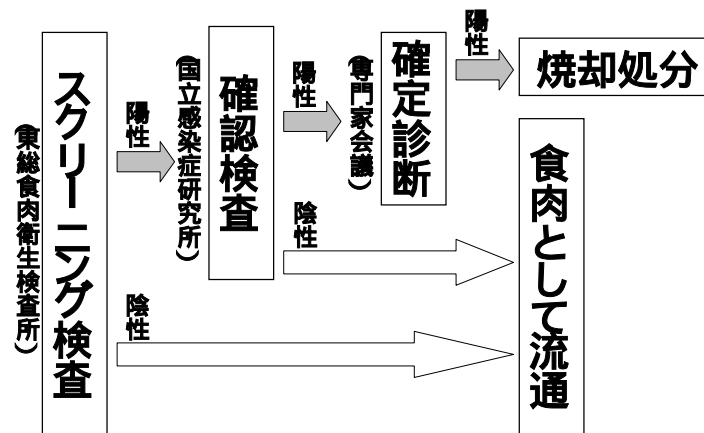 スクリーニング検査
(東総食肉衛生検査所)
陽性
陰性
確認検査
(国立感染症研究所)
陽性
陰性
確定診断
(専門家会議)
陽性
焼却処分
食肉として流通